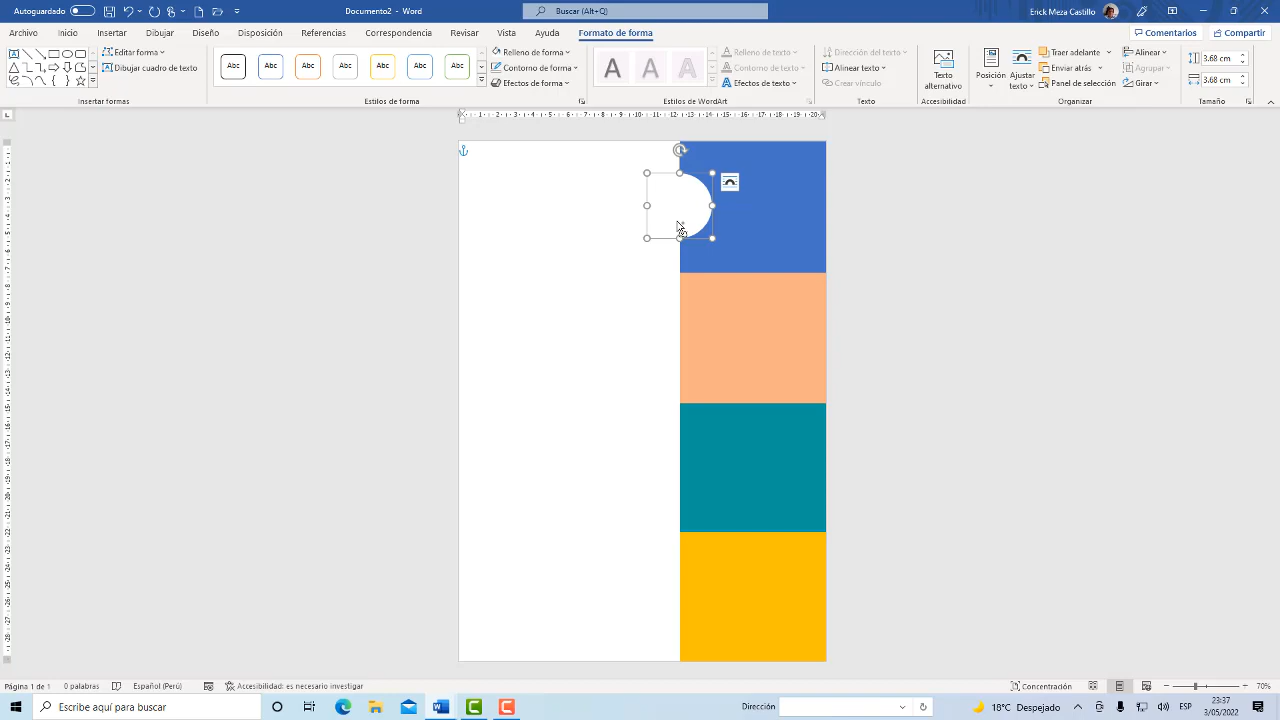 Autoguardado
Documento2 - Word
Buscar (Alt+Q)
Erick Meza Castillo
Archivo Inicio Insertar Dibujar Diseño Disposición Referencias Correspondencia Revisar Vista Ayuda Formato de forma
Comentarios Compartir
Editar forma
Dibujar cuadro de texto
Insertar formas
Abc Abc Abc Abc Abc Abc Abc
Relleno de forma
Contorno de forma
Efectos de forma
Estilos de forma
A A A
Relleno de texto
Contorno de texto
Efectos de texto
Estilos de WordArt
Dirección del texto
Alinear texto
Crear vínculo
Texto
Texto alternativo
Accesibilidad
Posición
Ajustar texto
Traer adelante
Enviar atrás
Panel de selección
Alinear
Agrupar
Girar
Organizar
3.68 cm
3.68 cm
Tamaño
Página 1 de 1 0 palabras Español (Perú) Accesibilidad: es necesario investigar
Concentración 70%
Escribe aquí para buscar
Dirección
18°C Despejado
ESP
23:37
3/05/2022